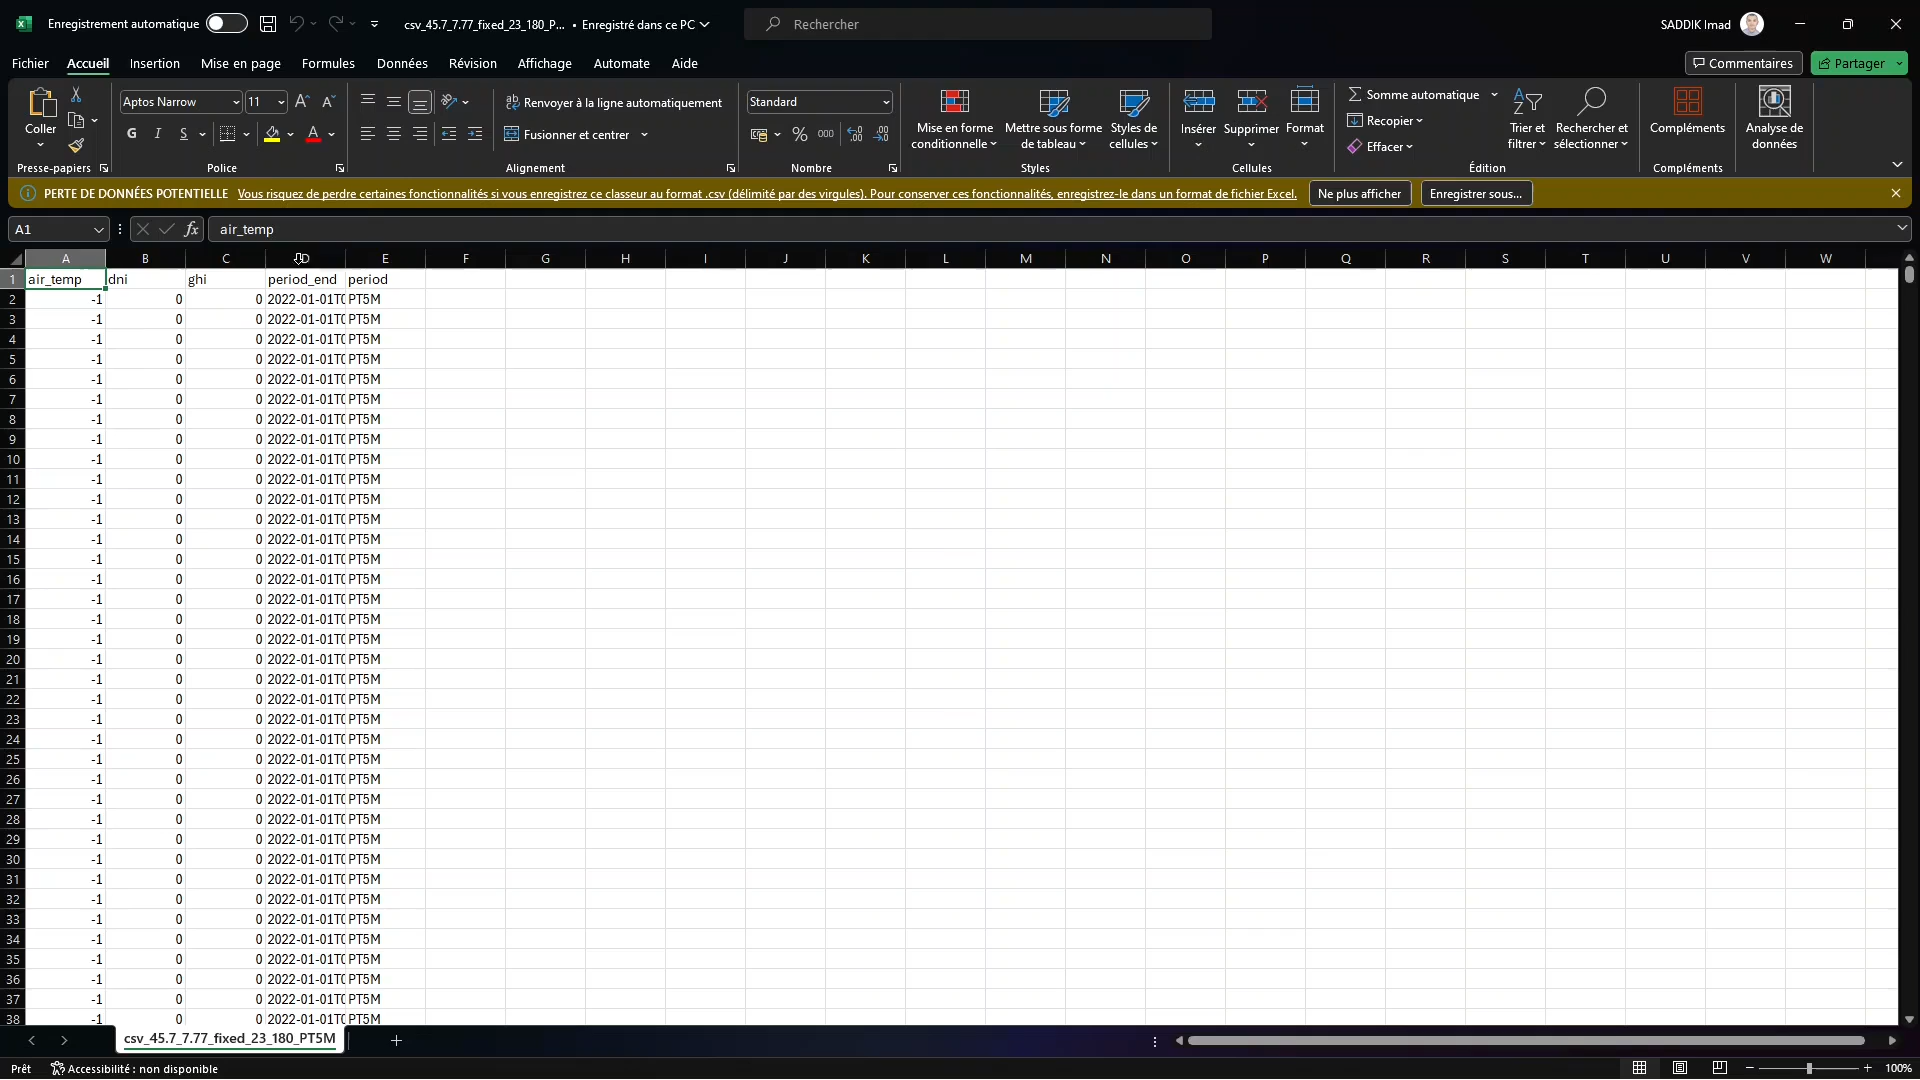 Enregistrement automatique
csv_45.7_7.77_fixed_23_180_P... • Enregistré dans ce PC
Rechercher
SADDIK Imad
Fichier Accueil Insertion Mise en page Formules Données Révision Affichage Automate Aide
Commentaires Partager
Coller
Presse-papiers
Aptos Narrow 11
G I S
Police
Renvoyer à la ligne automatiquement
Fusionner et centrer
Alignement
Standard
% 000
Nombre
Mise en forme conditionnelle
Mettre sous forme de tableau
Styles de cellules
Styles
Insérer Supprimer Format
Cellules
Somme automatique
Recopier
Effacer
Trier et filtrer
Rechercher et sélectionner
Édition
Compléments
Compléments
Analyse de données
PERTE DE DONNÉES POTENTIELLE Vous risquez de perdre certaines fonctionnalités si vous enregistrez ce classeur au format .csv (délimité par des virgules). Pour conserver ces fonctionnalités, enregistrez-le dans un format de fichier Excel. Ne plus afficher Enregistrer sous...
A1 fx air_temp
A B C D E F G H I J K L M N O P Q R S T U V W
1 air_temp dni ghi period_end period
2 -1 0 0 2022-01-01T0 PT5M
3 -1 0 0 2022-01-01T0 PT5M
4 -1 0 0 2022-01-01T0 PT5M
5 -1 0 0 2022-01-01T0 PT5M
6 -1 0 0 2022-01-01T0 PT5M
7 -1 0 0 2022-01-01T0 PT5M
8 -1 0 0 2022-01-01T0 PT5M
9 -1 0 0 2022-01-01T0 PT5M
10 -1 0 0 2022-01-01T0 PT5M
11 -1 0 0 2022-01-01T0 PT5M
12 -1 0 0 2022-01-01T0 PT5M
13 -1 0 0 2022-01-01T0 PT5M
14 -1 0 0 2022-01-01T0 PT5M
15 -1 0 0 2022-01-01T0 PT5M
16 -1 0 0 2022-01-01T0 PT5M
17 -1 0 0 2022-01-01T0 PT5M
18 -1 0 0 2022-01-01T0 PT5M
19 -1 0 0 2022-01-01T0 PT5M
20 -1 0 0 2022-01-01T0 PT5M
21 -1 0 0 2022-01-01T0 PT5M
22 -1 0 0 2022-01-01T0 PT5M
23 -1 0 0 2022-01-01T0 PT5M
24 -1 0 0 2022-01-01T0 PT5M
25 -1 0 0 2022-01-01T0 PT5M
26 -1 0 0 2022-01-01T0 PT5M
27 -1 0 0 2022-01-01T0 PT5M
28 -1 0 0 2022-01-01T0 PT5M
29 -1 0 0 2022-01-01T0 PT5M
30 -1 0 0 2022-01-01T0 PT5M
31 -1 0 0 2022-01-01T0 PT5M
32 -1 0 0 2022-01-01T0 PT5M
33 -1 0 0 2022-01-01T0 PT5M
34 -1 0 0 2022-01-01T0 PT5M
35 -1 0 0 2022-01-01T0 PT5M
36 -1 0 0 2022-01-01T0 PT5M
37 -1 0 0 2022-01-01T0 PT5M
38 -1 0 0 2022-01-01T0 PT5M
csv_45.7_7.77_fixed_23_180_PT5M
Prêt Accessibilité : non disponible 100%